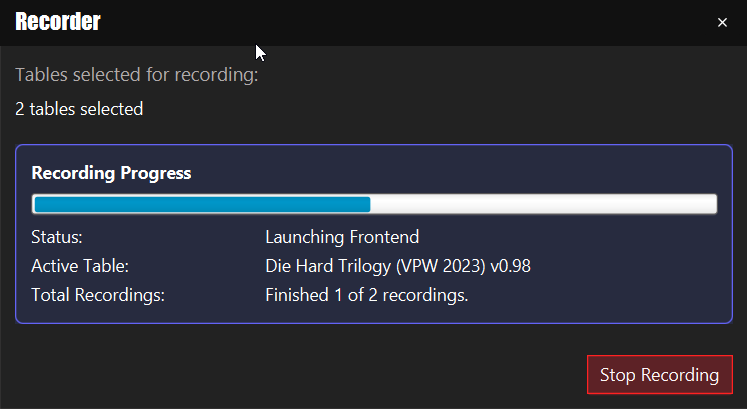 Recorder
Tables selected for recording:
2 tables selected
Recording Progress
Status: Launching Frontend
Active Table: Die Hard Trilogy (VPW 2023) v0.98
Total Recordings: Finished 1 of 2 recordings.
Stop Recording